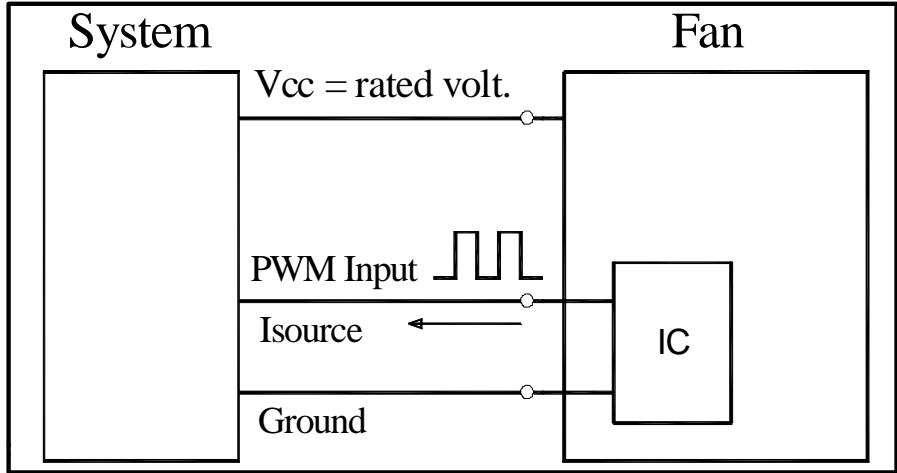 System
Fan
Vcc = rated volt.
PWM Input
Isource
IC
Ground